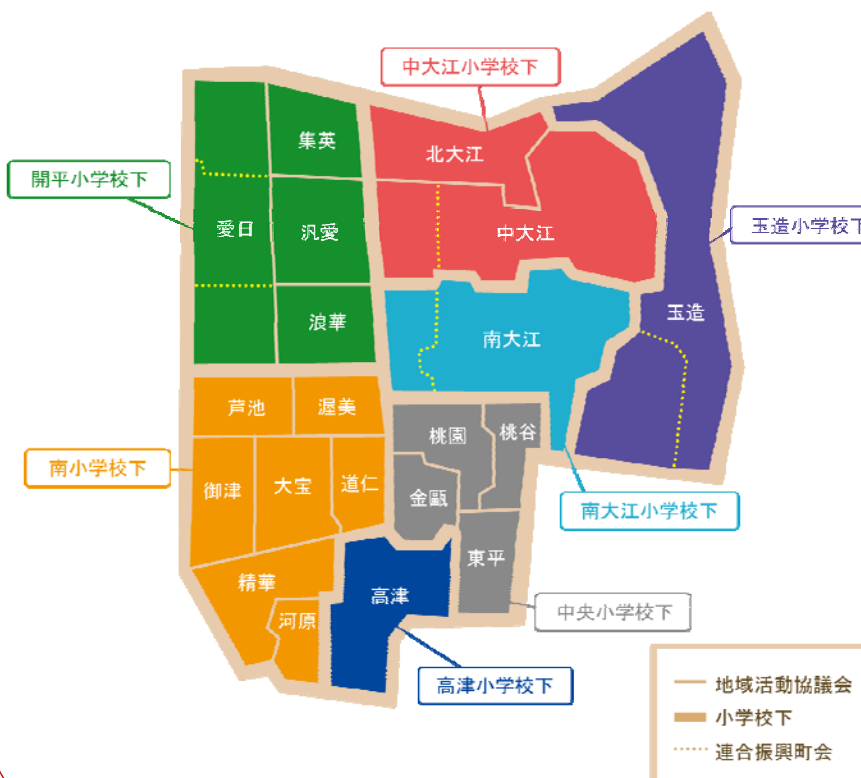 中大江小学校下
集英
北大江
開平小学校下
愛日
汎愛
中大江
玉造小学校下
浪華
南大江
玉造
芦池
渥美
桃園
桃谷
南小学校下
御津
大宝
道仁
金甌
南大江小学校下
東平
精華
高津
河原
中央小学校下
高津小学校下
地域活動協議会
小学校下
連合振興町会